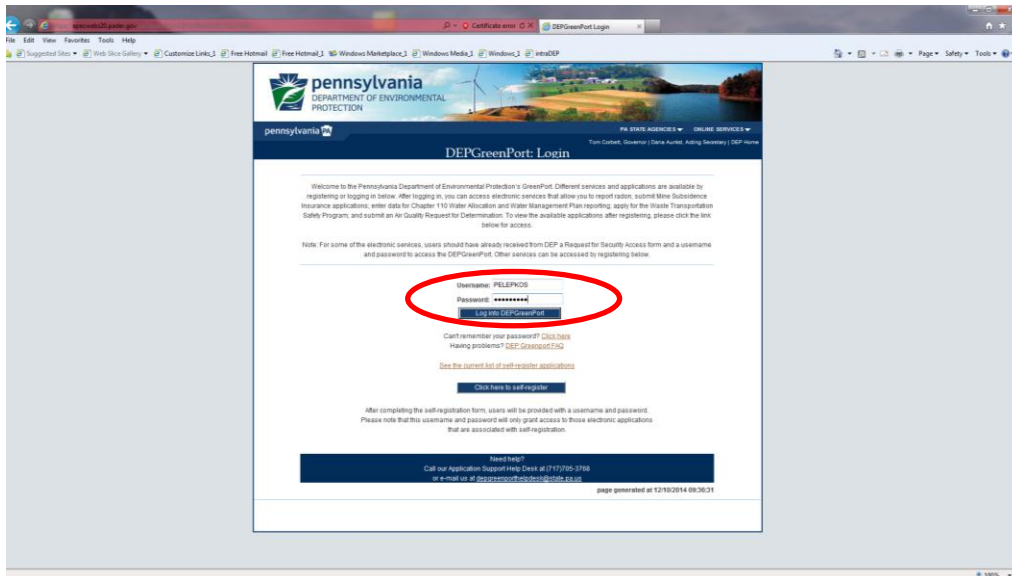 specwebs20.pader.gov
Certificate error
DEPGreenPort Login
File Edit View Favorites Tools Help
Suggested Sites Web Slice Gallery Customize Links_1 Free Hotmail Free Hotmail_1 Windows Marketplace_1 Windows Media_1 Windows_1 intraDEP
Page Safety Tools
pennsylvania
DEPARTMENT OF ENVIRONMENTAL
PROTECTION
pennsylvania PA
PA STATE AGENCIES ONLINE SERVICES
Tom Corbett, Governor | Dana Aunkst, Acting Secretary | DEP Home
DEPGreenPort: Login
Welcome to the Pennsylvania Department of Environmental Protection's GreenPort. Different services and applications are available by
registering or logging in below. After logging in, you can access electronic services that allow you to report radon; submit Mine Subsidence
Insurance applications; enter data for Chapter 110 Water Allocation and Water Management Plan reporting; apply for the Waste Transportation
Safety Program; and submit an Air Quality Request for Determination. To view the available applications after registering, please click the link
below for access.
Note: For some of the electronic services, users should have already received from DEP a Request for Security Access form and a username
and password to access the DEPGreenPort. Other services can be accessed by registering below.
Username: PELEPKOS
Password: •••••••••
Log into DEPGreenPort
Can't remember your password? Click here
Having problems? DEP Greenport FAQ
See the current list of self-register applications
Click here to self-register
After completing the self-registration form, users will be provided with a username and password.
Please note that this username and password will only grant access to those electronic applications
that are associated with self-registration.
Need help?
Call our Application Support Help Desk at (717)705-3768
or e-mail us at depgreenporthelpdesk@state.pa.us
page generated at 12/10/2014 09:30:31
100%